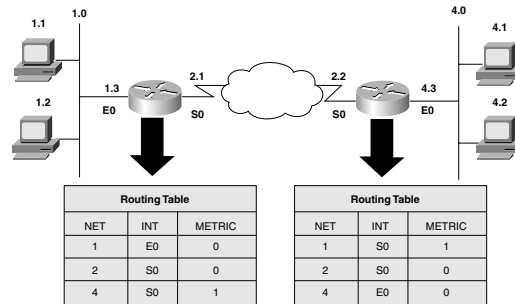 1.0
4.0
1.1
4.1
1.3
2.1
2.2
4.3
E0
S0
S0
E0
1.2
4.2
Routing Table
NET INT METRIC
1 E0 0
2 S0 0
4 S0 1
Routing Table
NET INT METRIC
1 S0 1
2 S0 0
4 E0 0